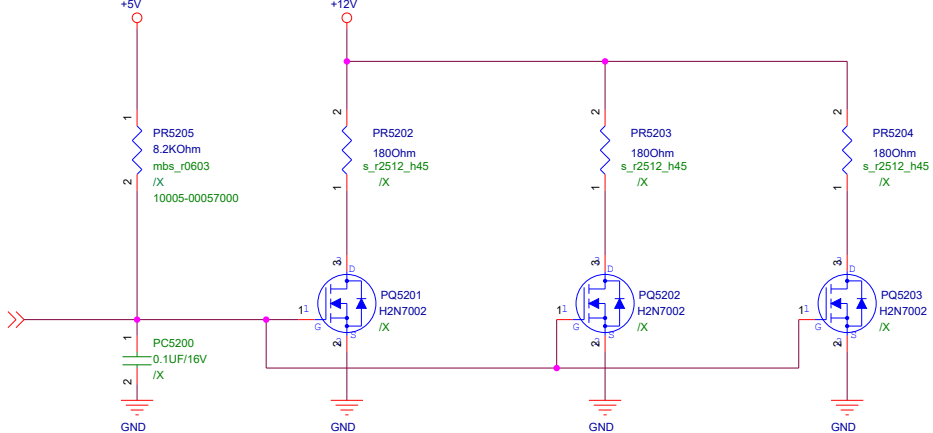 +5V
+12V
1
PR5205
8.2KOhm
mbs_r0603
/X
10005-00057000
2
2
PR5202
180Ohm
s_r2512_h45
/X
1
2
PR5203
180Ohm
s_r2512_h45
/X
1
2
PR5204
180Ohm
s_r2512_h45
/X
1
3
D
PQ5201
H2N7002
/X
1
1
G
S
2
3
D
PQ5202
H2N7002
/X
1
1
G
S
2
3
D
PQ5203
H2N7002
/X
1
1
G
S
2
1
PC5200
0.1UF/16V
/X
2
GND
GND
GND
GND